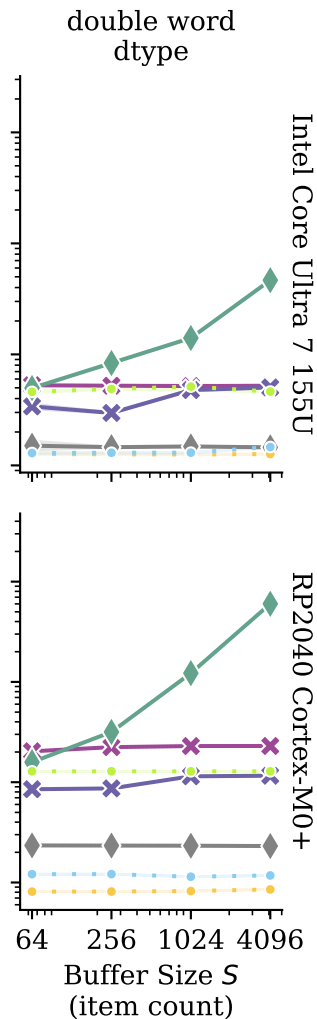 double word
dtype
Intel Core Ultra 7 155U
RP2040 Cortex-M0+
64 256 1024 4096
Buffer Size S
(item count)